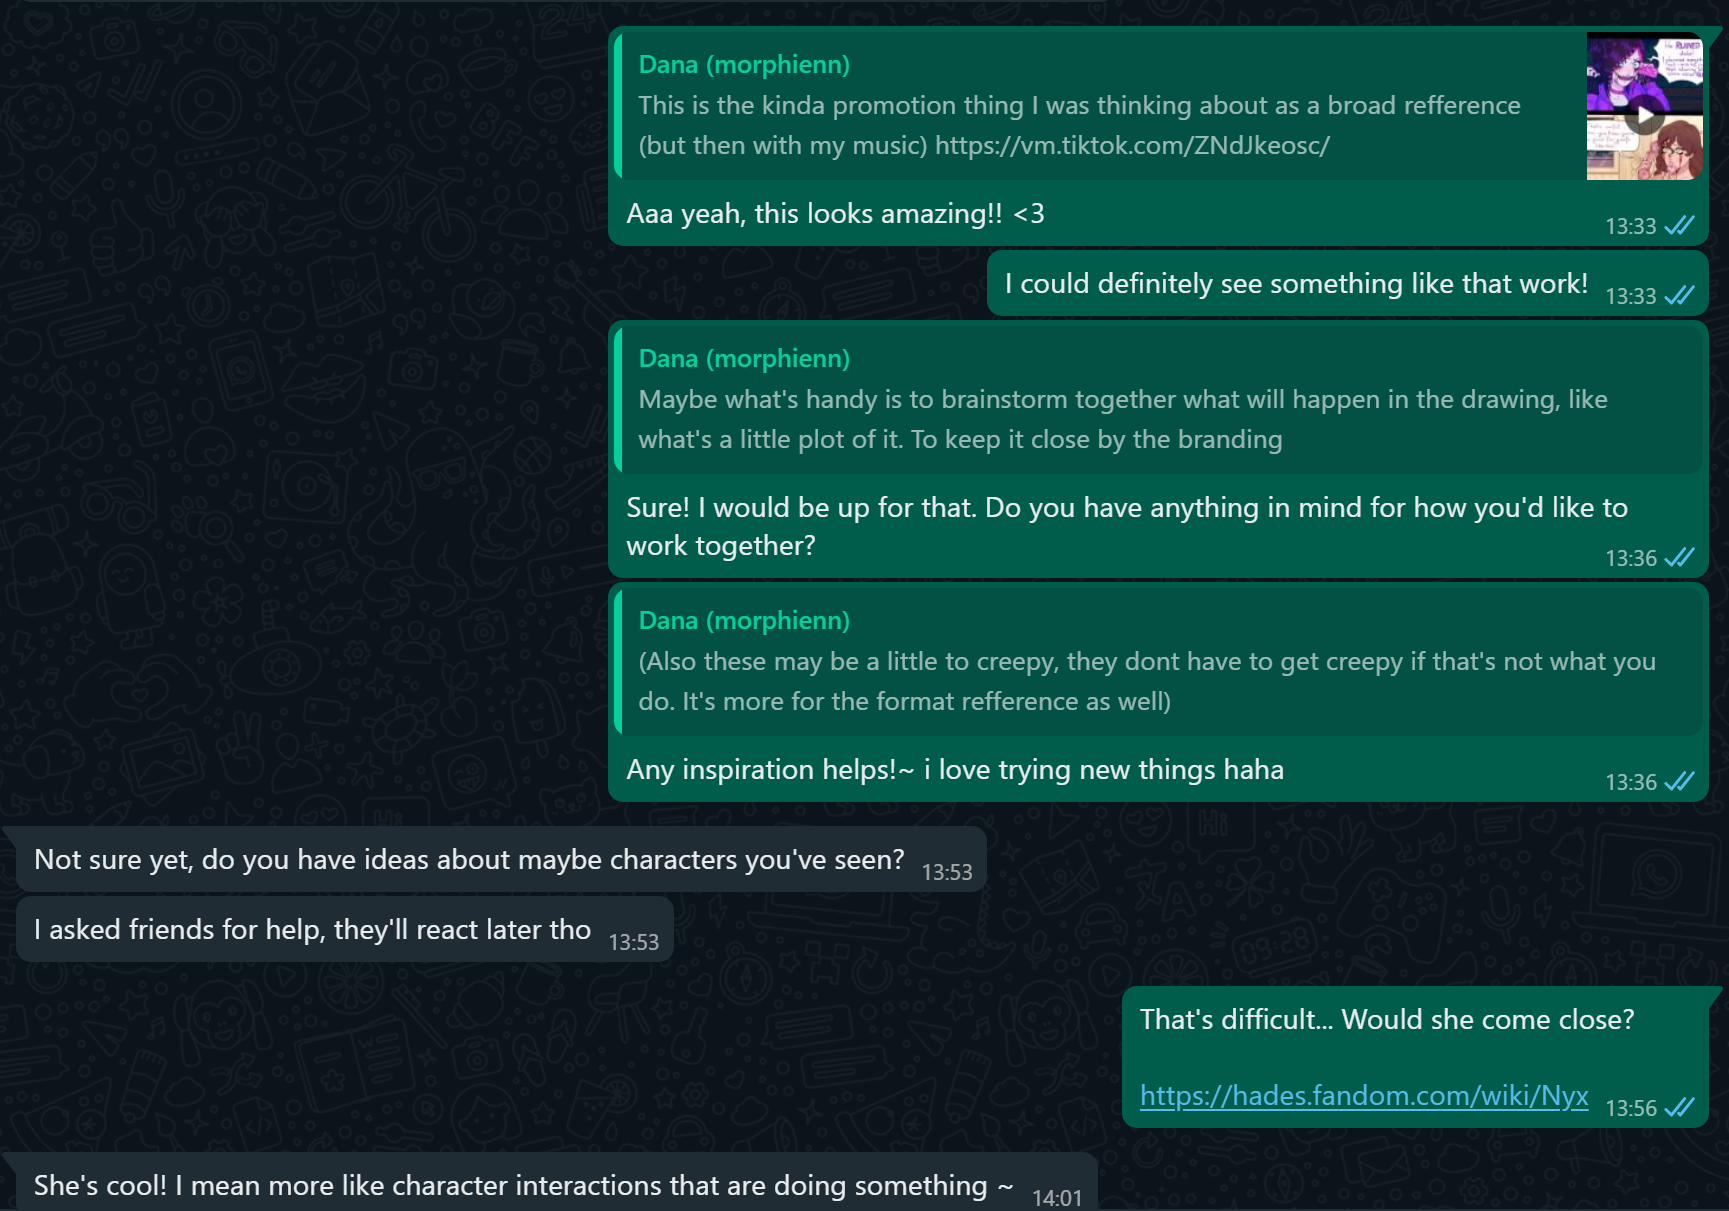 Dana (morphienn)
This is the kinda promotion thing I was thinking about as a broad refference
(but then with my music) https://vm.tiktok.com/ZNdJkeosc/
Aaa yeah, this looks amazing!! <3
13:33
I could definitely see something like that work!
13:33
Dana (morphienn)
Maybe what's handy is to brainstorm together what will happen in the drawing, like
what's a little plot of it. To keep it close by the branding
Sure! I would be up for that. Do you have anything in mind for how you'd like to
work together?
13:36
Dana (morphienn)
(Also these may be a little to creepy, they dont have to get creepy if that's not what you
do. It's more for the format refference as well)
Any inspiration helps!~ i love trying new things haha
13:36
Not sure yet, do you have ideas about maybe characters you've seen?
13:53
I asked friends for help, they'll react later tho
13:53
That's difficult... Would she come close?
https://hades.fandom.com/wiki/Nyx
13:56
She's cool! I mean more like character interactions that are doing something ~
14:01